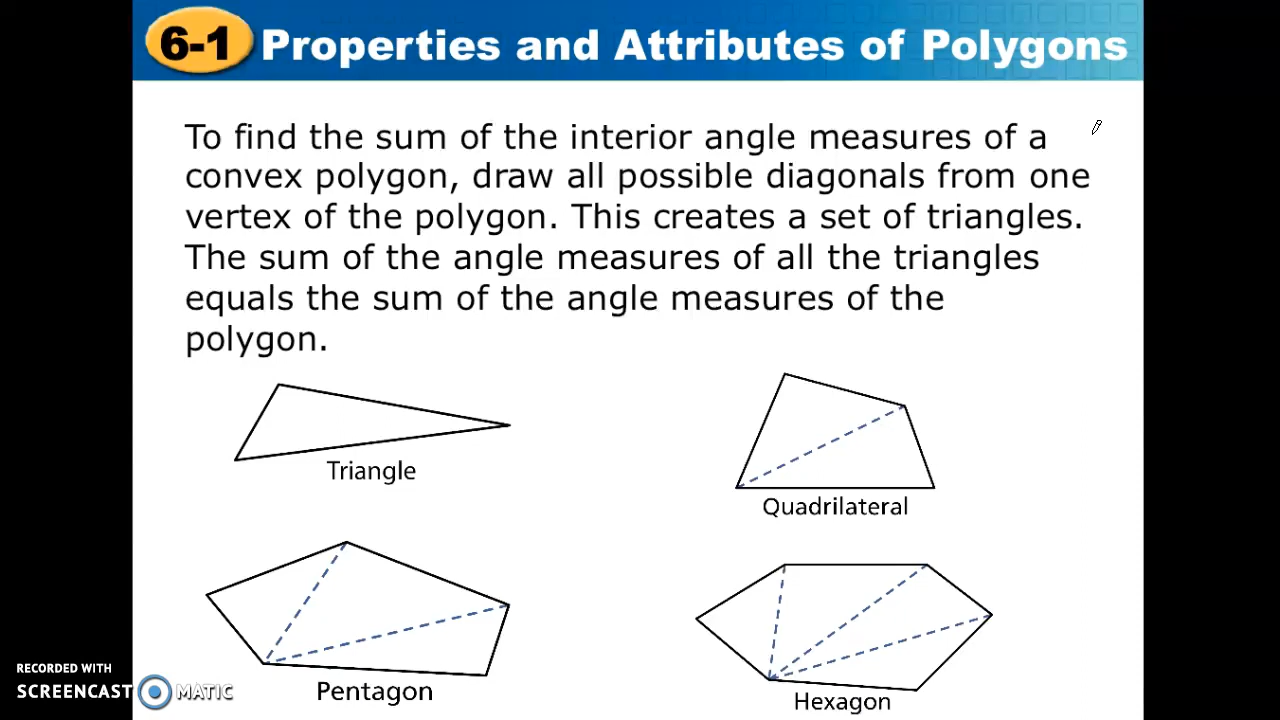 6-1 Properties and Attributes of Polygons
To find the sum of the interior angle measures of a
convex polygon, draw all possible diagonals from one
vertex of the polygon. This creates a set of triangles.
The sum of the angle measures of all the triangles
equals the sum of the angle measures of the
polygon.
Triangle
Quadrilateral
Pentagon
Hexagon
RECORDED WITH
SCREENCAST MATIC